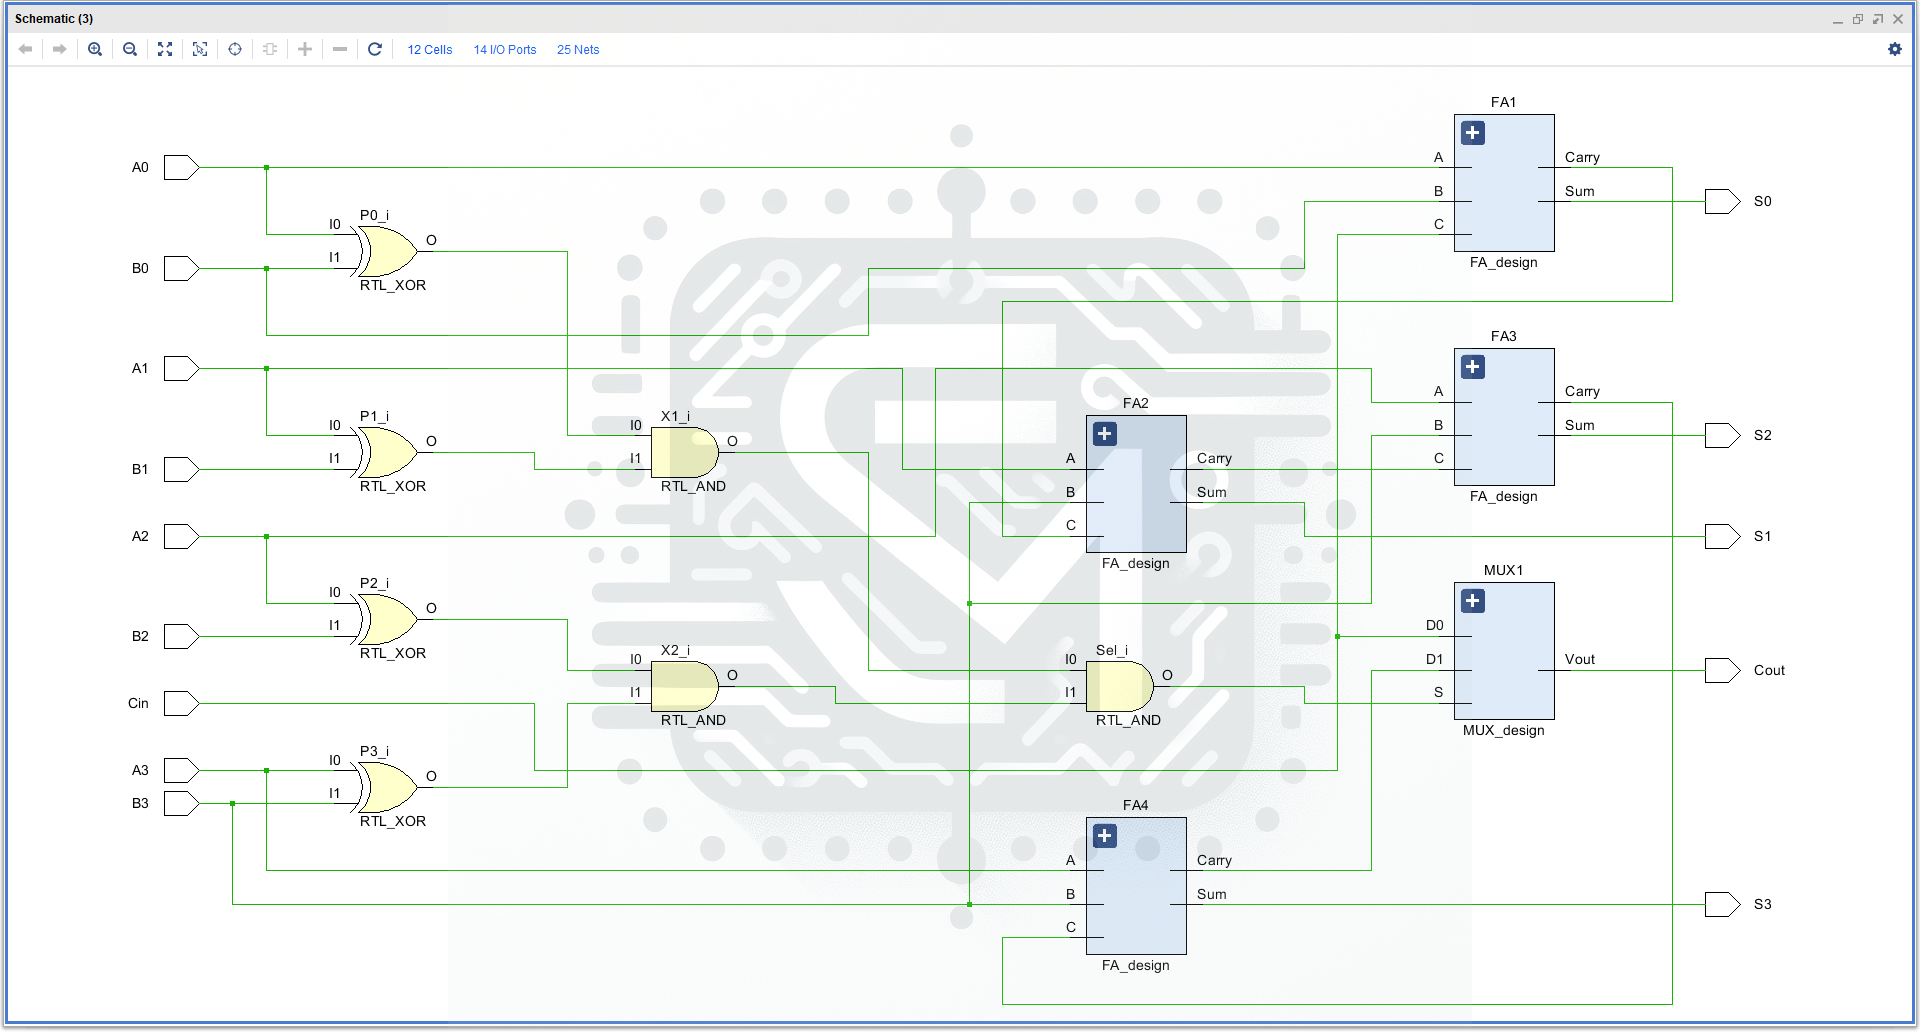 Schematic (3)
12 Cells 14 I/O Ports 25 Nets
FA1
A Carry
B Sum
C
FA_design
S0
A0
P0_i
I0
I1
O
RTL_XOR
B0
A1
P1_i
I0
I1
O
RTL_XOR
B1
X1_i
I0
I1
O
RTL_AND
FA2
A Carry
B Sum
C
FA_design
FA3
A Carry
B Sum
C
FA_design
S2
S1
A2
P2_i
I0
I1
O
RTL_XOR
B2
X2_i
I0
I1
O
RTL_AND
Sel_i
I0
I1
O
RTL_AND
MUX1
D0
D1 Vout
S
MUX_design
Cout
Cin
A3
B3
P3_i
I0
I1
O
RTL_XOR
FA4
A Carry
B Sum
C
FA_design
S3